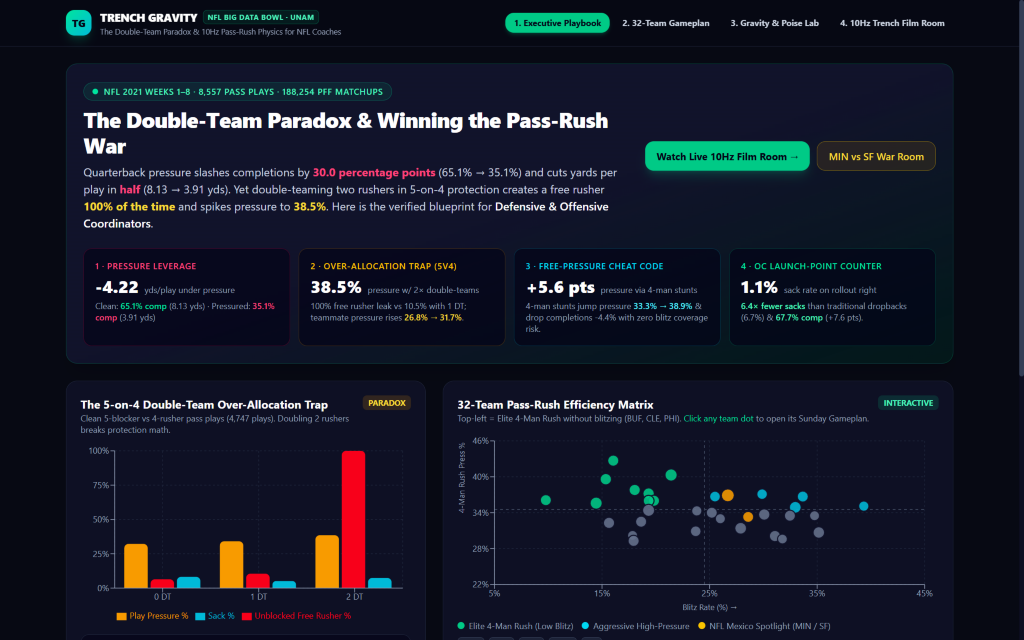 TG
TRENCH GRAVITY
NFL BIG DATA BOWL · UNAM
The Double-Team Paradox & 10Hz Pass-Rush Physics for NFL Coaches
1. Executive Playbook
2. 32-Team Gameplan
3. Gravity & Poise Lab
4. 10Hz Trench Film Room
NFL 2021 WEEKS 1–8 · 8,557 PASS PLAYS · 188,254 PFF MATCHUPS
The Double-Team Paradox & Winning the Pass-Rush
War
Quarterback pressure slashes completions by 30.0 percentage points (65.1% → 35.1%) and cuts yards per
play in half (8.13 → 3.91 yds). Yet double-teaming two rushers in 5-on-4 protection creates a free rusher
100% of the time and spikes pressure to 38.5%. Here is the verified blueprint for Defensive & Offensive
Coordinators.
Watch Live 10Hz Film Room →
MIN vs SF War Room
1 · PRESSURE LEVERAGE
-4.22 yds/play under pressure
Clean: 65.1% comp (8.13 yds) · Pressured: 35.1%
comp (3.91 yds)
2 · OVER-ALLOCATION TRAP (5V4)
38.5% pressure w/ 2× double-teams
100% free rusher leak vs 10.5% with 1 DT;
teammate pressure rises 26.8% → 31.7%.
3 · FREE-PRESSURE CHEAT CODE
+5.6 pts pressure via 4-man stunts
4-man stunts jump pressure 33.3% → 38.9% &
drop completions -4.4% with zero blitz coverage
risk.
4 · OC LAUNCH-POINT COUNTER
1.1% sack rate on rollout right
6.4× fewer sacks than traditional dropbacks
(6.7%) & 67.7% comp (+7.6 pts).
The 5-on-4 Double-Team Over-Allocation Trap
PARADOX
Clean 5-blocker vs 4-rusher pass plays (4,747 plays). Doubling 2 rushers
breaks protection math.
100%
75%
50%
25%
0%
0 DT
1 DT
2 DT
Play Pressure %
Sack %
Unblocked Free Rusher %
32-Team Pass-Rush Efficiency Matrix
INTERACTIVE
Top-left = Elite 4-Man Rush without blitzing (BUF, CLE, PHI). Click any team dot to open its Sunday Gameplan.
4-Man Rush Press %
46%
40%
34%
28%
22%
5%
15%
25%
35%
45%
Blitz Rate (%) →
Elite 4-Man Rush (Low Blitz)
Aggressive High-Pressure
NFL Mexico Spotlight (MIN / SF)